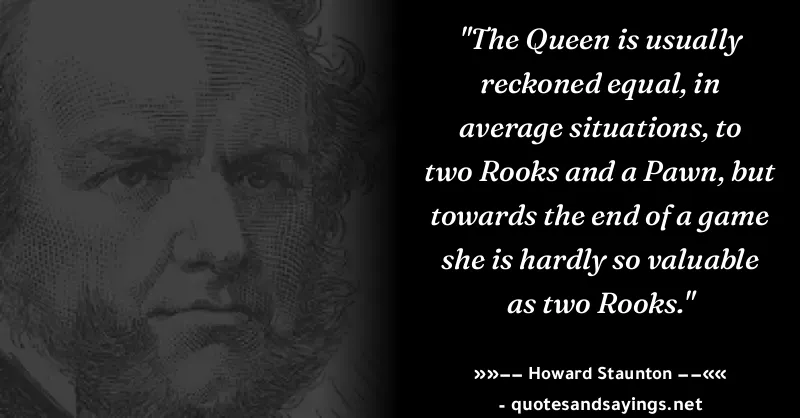 "The Queen is usually
reckoned equal, in
average situations, to
two Rooks and a Pawn, but
towards the end of a game
she is hardly so valuable
as two Rooks."
»»−− Howard Staunton −−««
- quotesandsayings.net